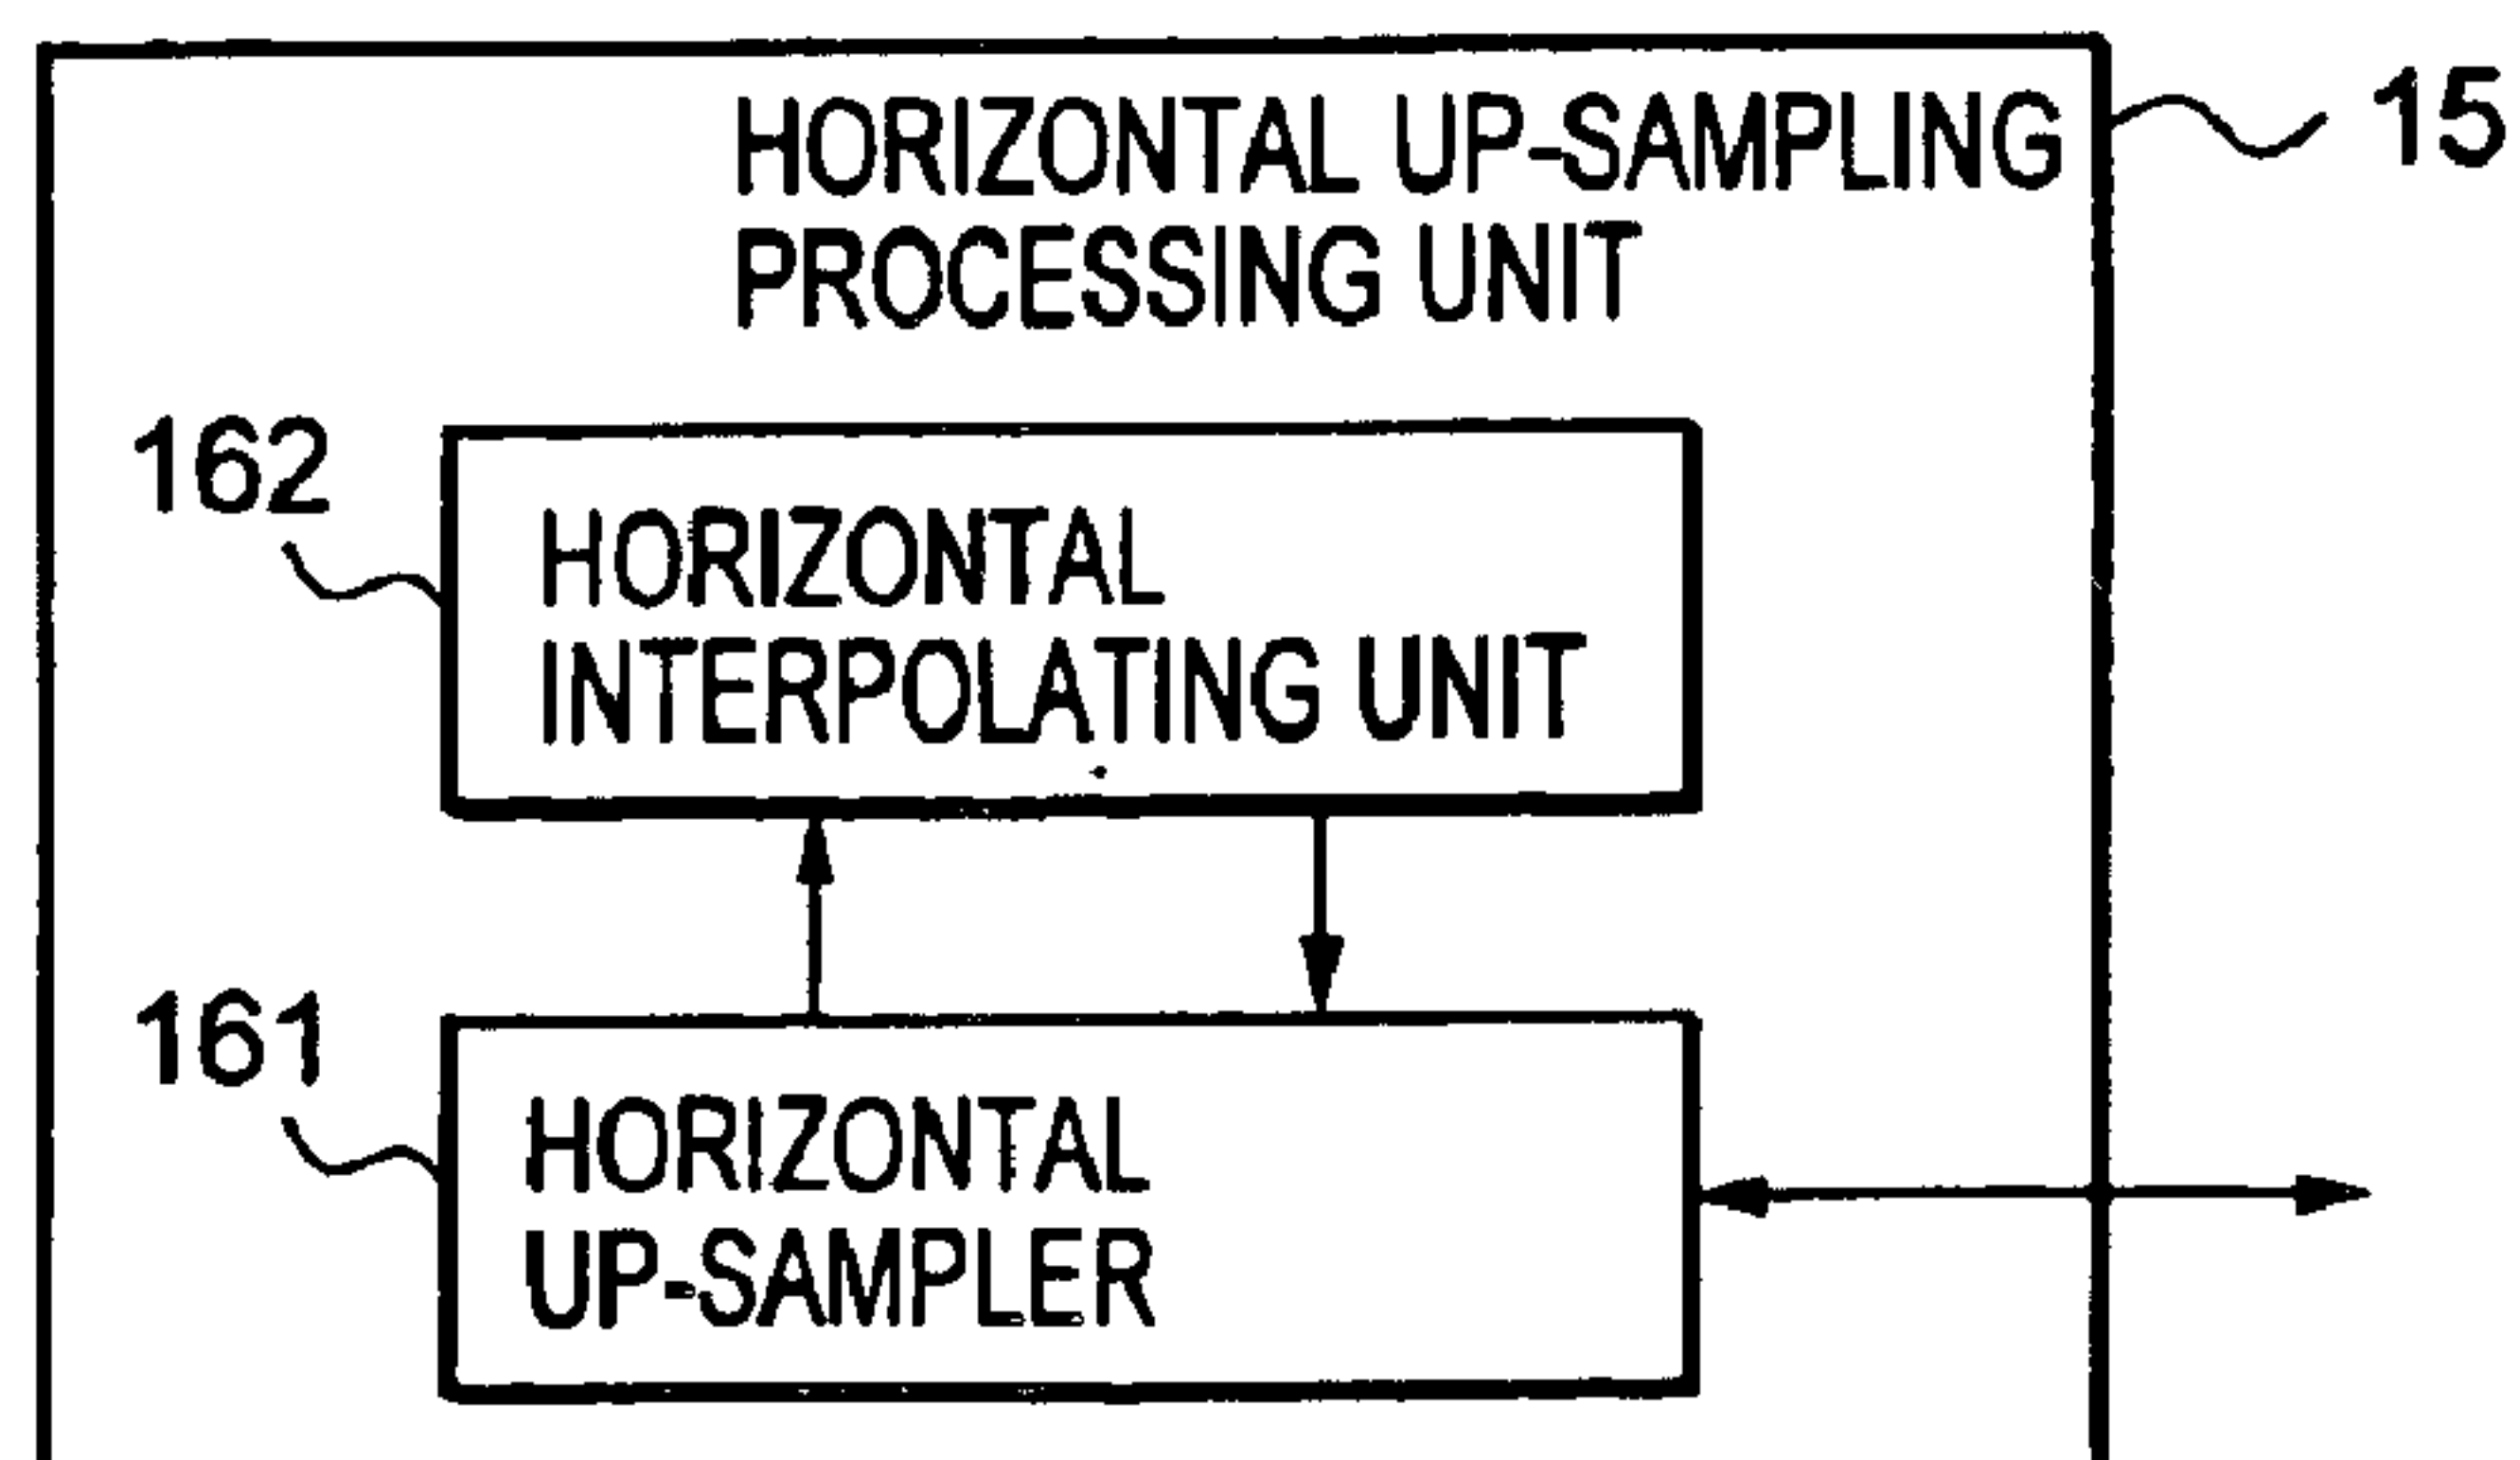 HORIZONTAL UP-SAMPLING
PROCESSING UNIT
15
162
HORIZONTAL
INTERPOLATING UNIT
161
HORIZONTAL
UP-SAMPLER